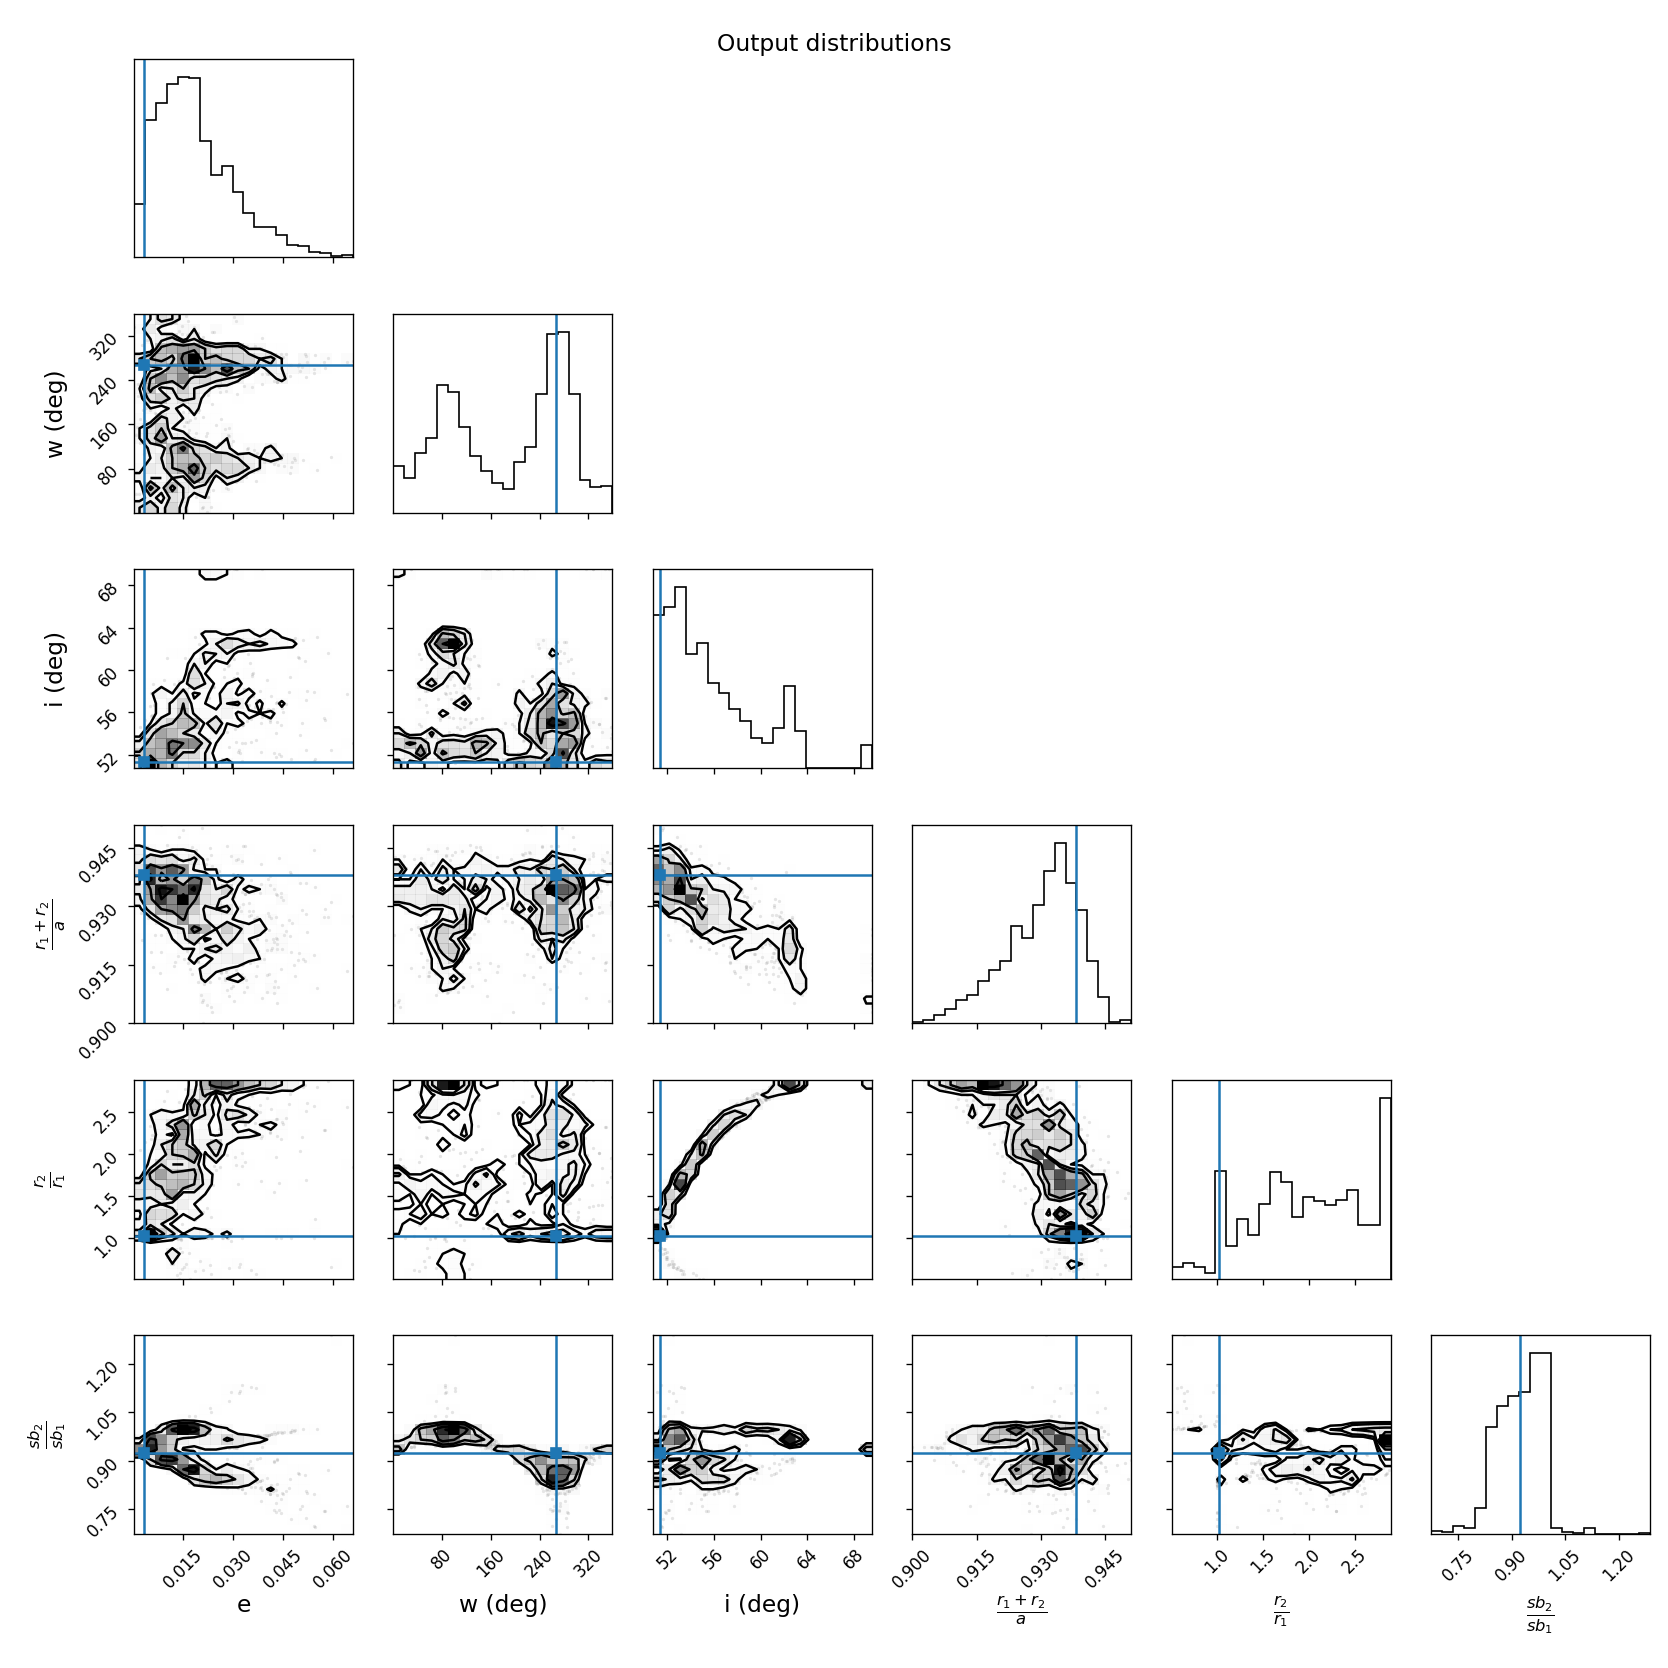 Output distributions
320
240
160
80
w (deg)
68
64
60
56
52
i (deg)
0.945
0.930
0.915
0.900
r₁ + r₂
a
2.5
2.0
1.5
1.0
r₂
r₁
1.20
1.05
0.90
0.75
sb₂
sb₁
0.015 0.030 0.045 0.060
e
80 160 240 320
w (deg)
52 56 60 64 68
i (deg)
0.900 0.915 0.930 0.945
r₁ + r₂
a
1.0 1.5 2.0 2.5
r₂
r₁
0.75 0.90 1.05 1.20
sb₂
sb₁